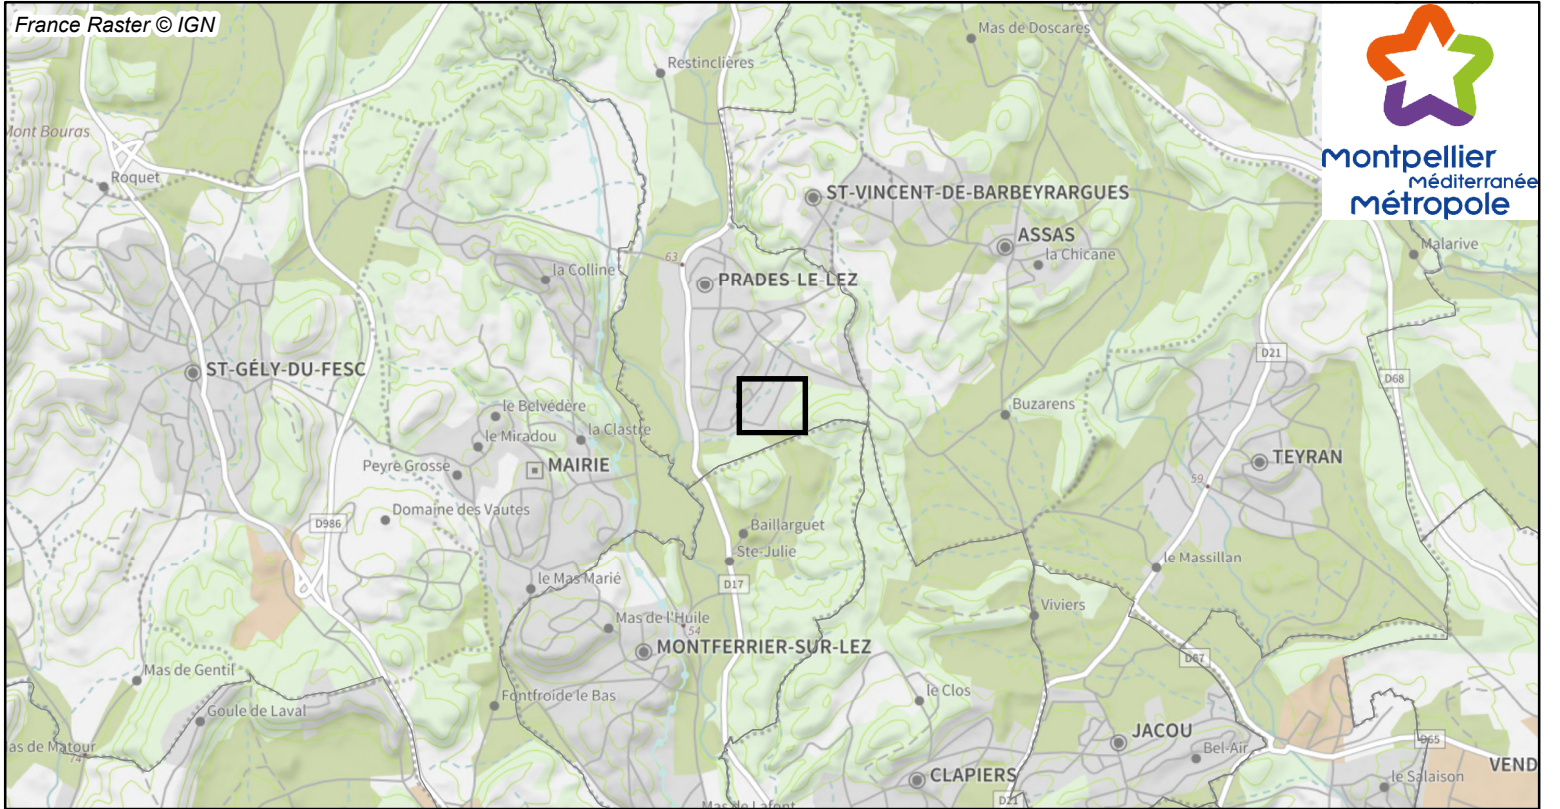 France Raster © IGN
Mas de Doscares
Restinclières
Mont Bouras
Roquet
montpellier
méditerranée
métropole
ST-VINCENT-DE-BARBEYRARGUES
ASSAS
la Chicane
Malarive
63
la Colline
PRADES-LE-LEZ
D21
ST-GÉLY-DU-FESC
D68
le Belvédère
Buzarens
la Clastre
le Miradou
Peyre Grosse
MAIRIE
TEYRAN
59
Domaine des Vautes
D986
Baillarguet
Ste-Julie
le Massillan
le Mas Marié
D17
Viviers
Mas de l'Huile
54
MONTFERRIER-SUR-LEZ
D67
Mas de Gentil
Fontfroide le Bas
le Clos
Goule de Laval
JACOU
D65
as de Matour
74
Bel-Air
VEND
CLAPIERS
le Salaison
D21
Mas de Lafont